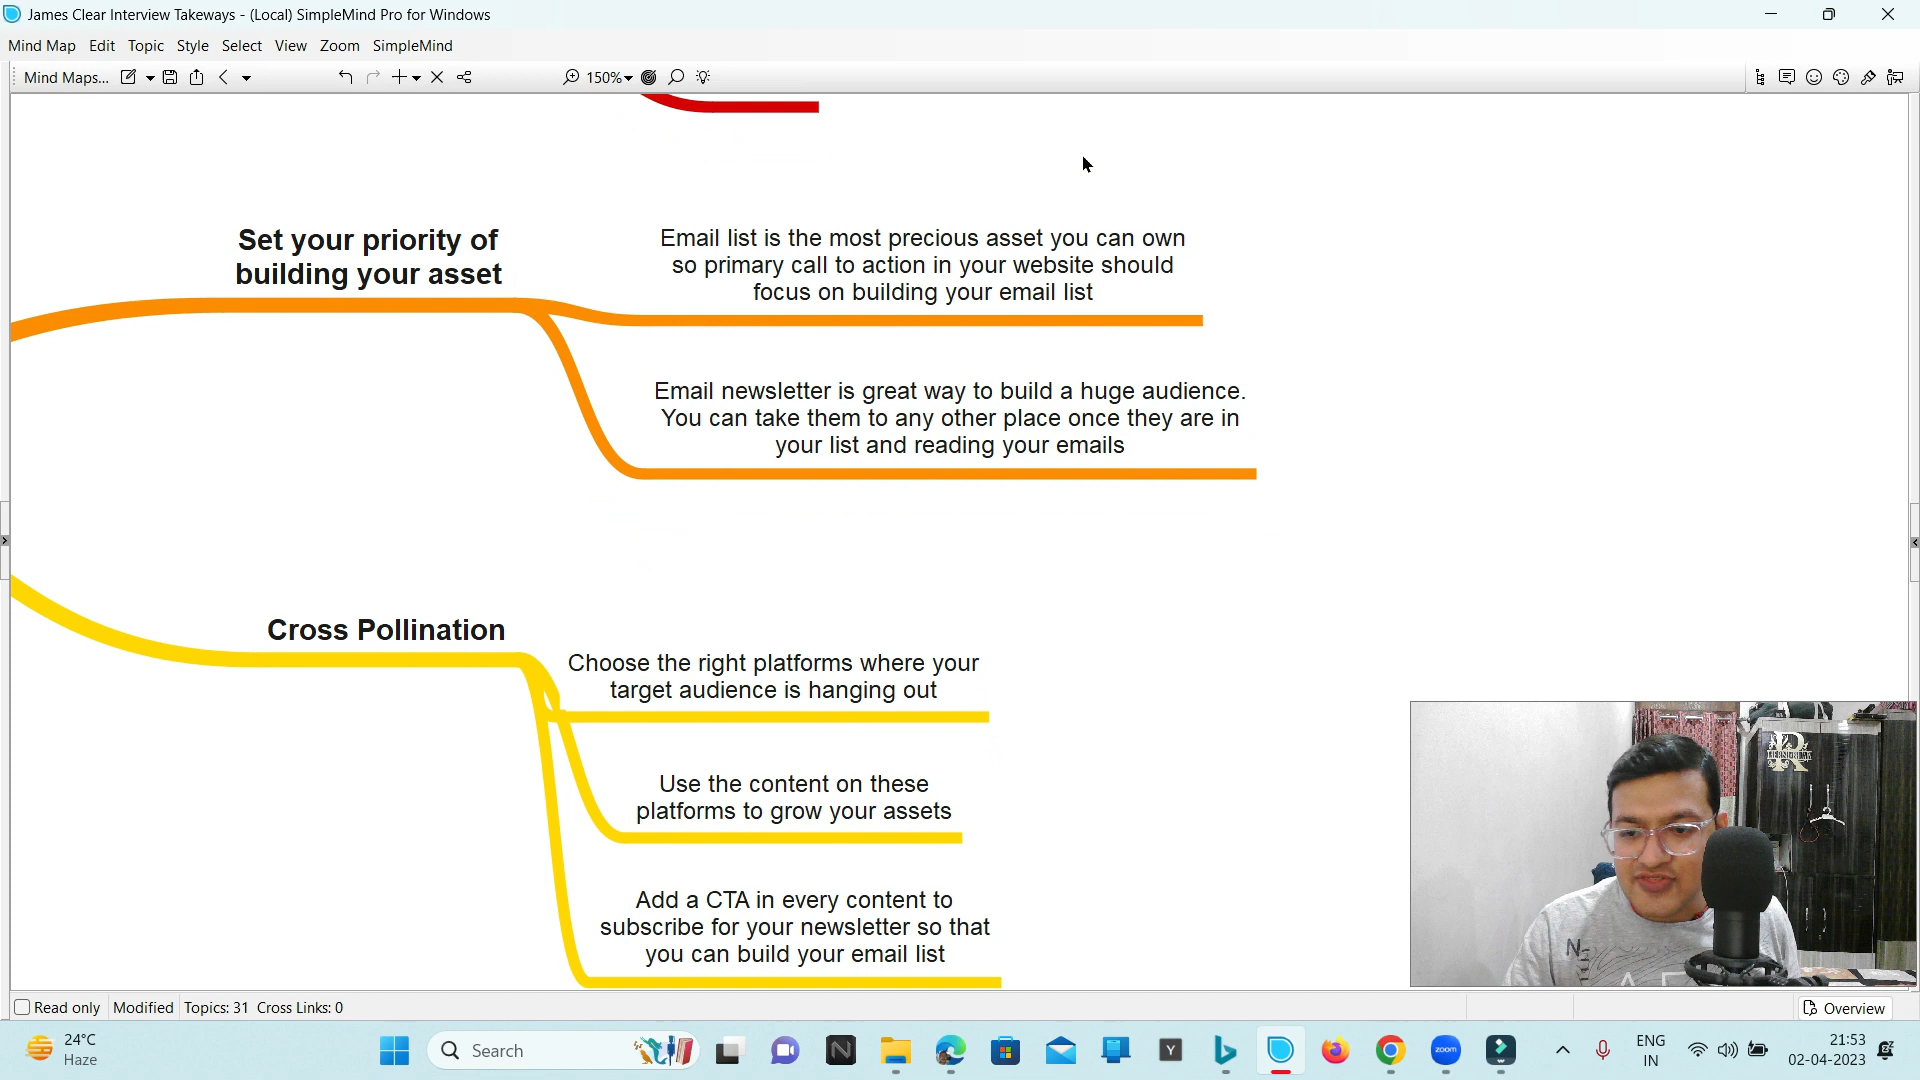 James Clear Interview Takeways - (Local) SimpleMind Pro for Windows
Mind Map Edit Topic Style Select View Zoom SimpleMind
Mind Maps... 150%
Set your priority of
building your asset
Email list is the most precious asset you can own
so primary call to action in your website should
focus on building your email list
Email newsletter is great way to build a huge audience.
You can take them to any other place once they are in
your list and reading your emails
Cross Pollination
Choose the right platforms where your
target audience is hanging out
Use the content on these
platforms to grow your assets
Add a CTA in every content to
subscribe for your newsletter so that
you can build your email list
Read only Modified Topics: 31 Cross Links: 0 Overview
24°C
Haze
Search
zoom
ENG
IN
21:53
02-04-2023